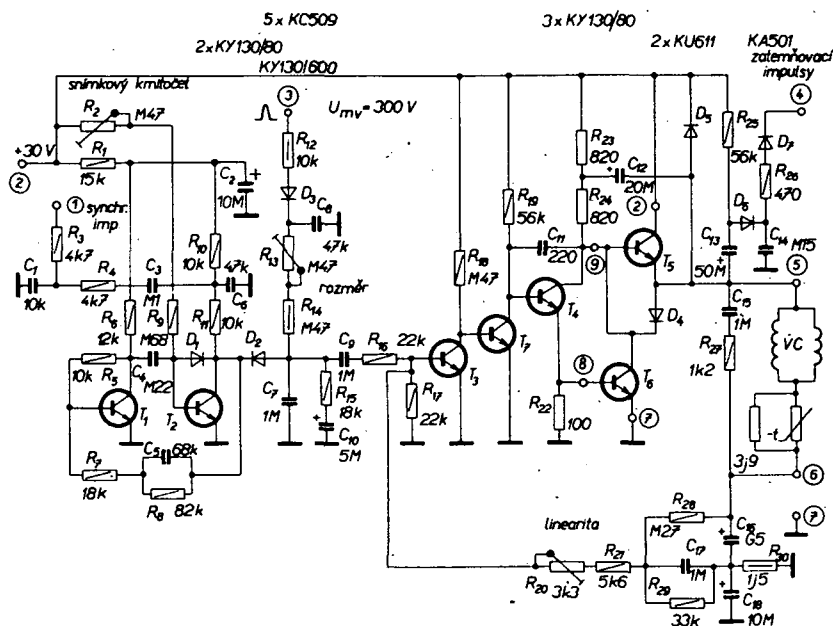 5 x KC509
3 x KY130/80
2 x KY130/80
2 x KU611
KA501
KY130/600
zatemňovací
impulsy
snímkový kmitočet
3
U mv = 300 V
4
R2
M47
R12
10k
R23
820
D5
R25
56k
D7
+30 V
R1
15k
2
C2
10M
+
D3
C8
47k
R19
56k
C12
20M
+
R24
820
2
R26
470
D6
1
synchr.
imp
R3
4k7
R10
10k
R13
M47
rozměr
R18
M47
C11
220
9
T5
C13
50M
+
C14
M15
5
C1
10k
R4
4k7
C3
M1
47k
C6
R14
M47
T4
D4
C15
1M
VC
R6
12k
R9
M68
R11
10k
D1
D2
C9
1M
R16
22k
T3
T7
8
T6
R27
1k2
10k
R5
C4
M22
T1
T2
C7
1M
R15
18k
C10
5M
+
R17
22k
R22
100
7
-t
3j9
R7
18k
C5
68k
R8
82k
6
7
linearita
R28
M27
C16
G5
+
R20
3k3
R21
5k6
C17
1M
R29
33k
R30
1j5
C18
10M
+